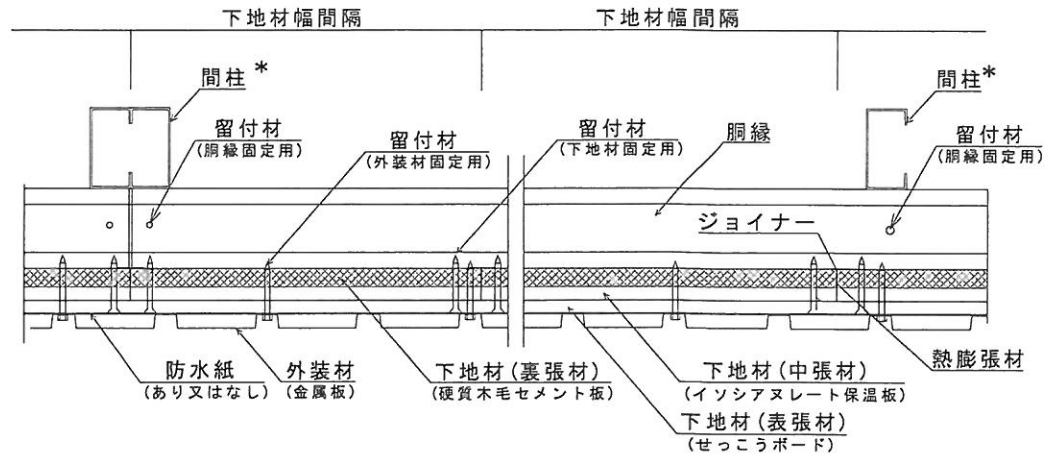 下地材幅間隔
下地材幅間隔
間柱*
間柱*
留付材
(胴縁固定用)
留付材
(外装材固定用)
留付材
(下地材固定用)
胴縁
留付材
(胴縁固定用)
ジョイナー
熱膨張材
防水紙
(あり又はなし)
外装材
(金属板)
下地材(裏張材)
(硬質木毛セメント板)
下地材(中張材)
(イソシアヌレート保温板)
下地材(表張材)
(せっこうボード)